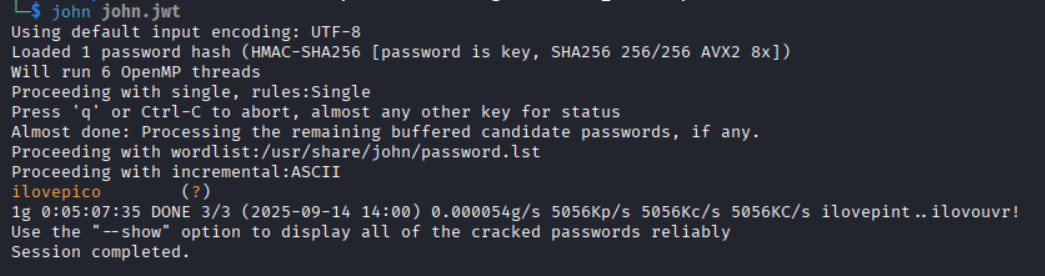 └─$ john john.jwt
Using default input encoding: UTF-8
Loaded 1 password hash (HMAC-SHA256 [password is key, SHA256 256/256 AVX2 8x])
Will run 6 OpenMP threads
Proceeding with single, rules:Single
Press 'q' or Ctrl-C to abort, almost any other key for status
Almost done: Processing the remaining buffered candidate passwords, if any.
Proceeding with wordlist:/usr/share/john/password.lst
Proceeding with incremental:ASCII
ilovepico        (?)
1g 0:05:07:35 DONE 3/3 (2025-09-14 14:00) 0.000054g/s 5056Kp/s 5056Kc/s 5056KC/s ilovepint..ilovouvr!
Use the "--show" option to display all of the cracked passwords reliably
Session completed.